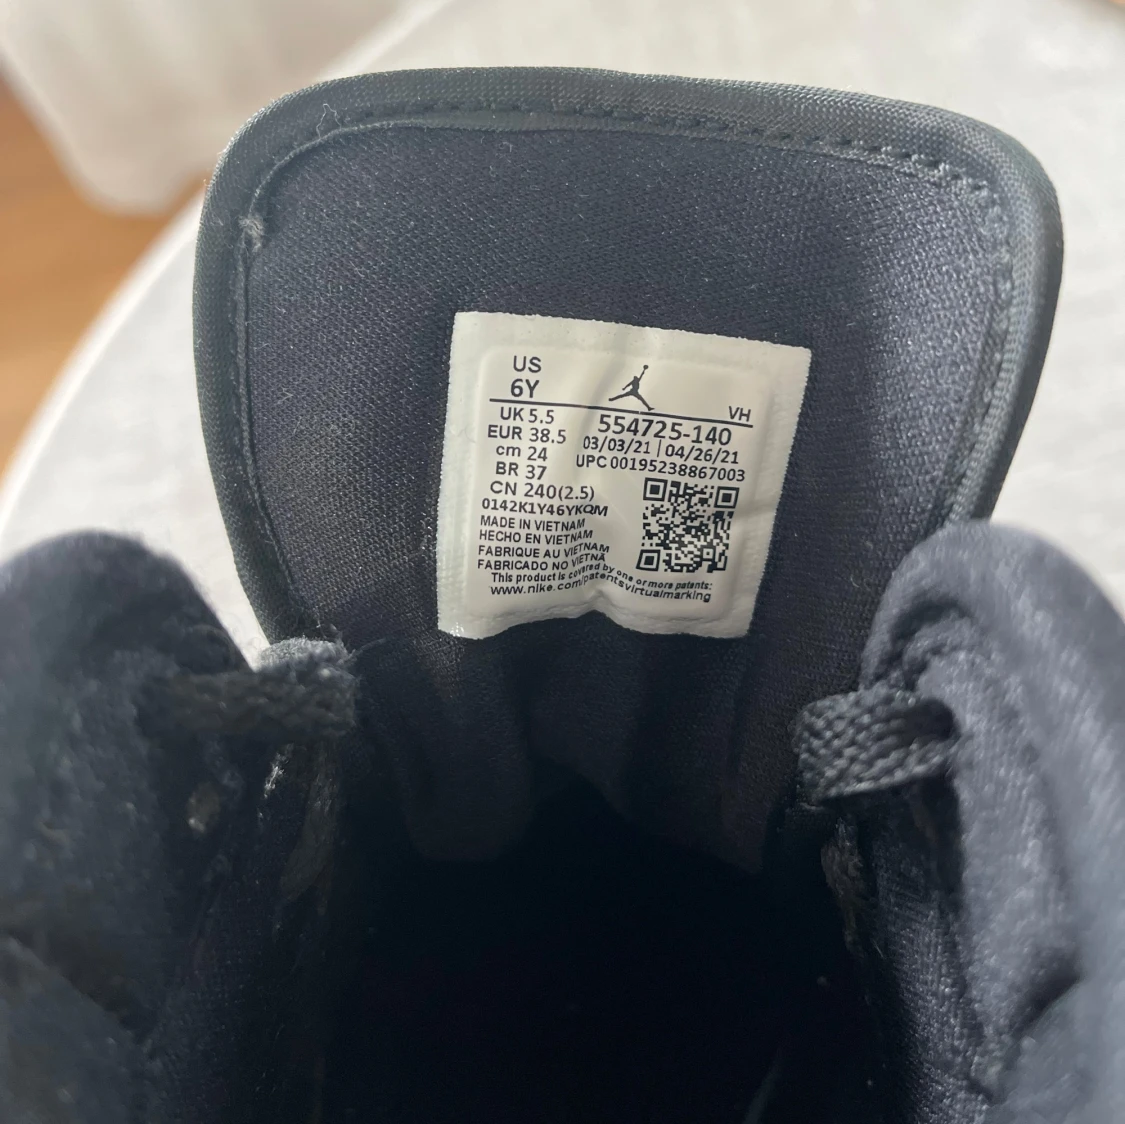 US
6Y
VH
UK 5.5
EUR 38.5
cm 24
BR 37
CN 240(2.5)
554725-140
03/03/21 | 04/26/21
UPC 00195238867003
0142K1Y46YKQM
MADE IN VIETNAM
HECHO EN VIETNAM
FABRIQUE AU VIETNAM
FABRICADO NO VIETNÃ
This product is covered by one or more patents:
www.nike.com/patentsvirtualmarking